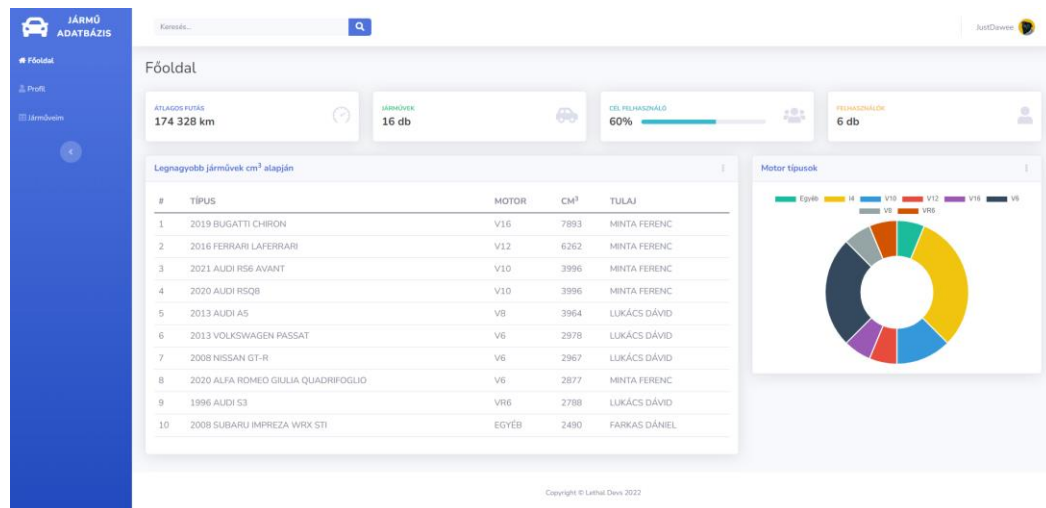 JÁRMŰ
ADATBÁZIS
Keresés...
JustDawee
Főoldal
Profil
Járműveim
Főoldal
ÁTLAGOS FUTÁS
174 328 km
JÁRMŰVEK
16 db
CÉL FELHASZNÁLÓ
60%
FELHASZNÁLÓK
6 db
Legnagyobb járművek cm³ alapján
# TÍPUS MOTOR CM³ TULAJ
1 2019 BUGATTI CHIRON V16 7893 MINTA FERENC
2 2016 FERRARI LAFERRARI V12 6262 MINTA FERENC
3 2021 AUDI RS6 AVANT V10 3996 MINTA FERENC
4 2020 AUDI RSQ8 V10 3996 MINTA FERENC
5 2013 AUDI A5 V8 3964 LUKÁCS DÁVID
6 2013 VOLKSWAGEN PASSAT V6 2978 LUKÁCS DÁVID
7 2008 NISSAN GT-R V6 2967 LUKÁCS DÁVID
8 2020 ALFA ROMEO GIULIA QUADRIFOGLIO V6 2877 MINTA FERENC
9 1996 AUDI S3 VR6 2788 LUKÁCS DÁVID
10 2008 SUBARU IMPREZA WRX STI EGYÉB 2490 FARKAS DÁNIEL
Motor típusok
Egyéb I4 V10 V12 V16 V6
V8 VR6
Copyright © Lethal Devs 2022